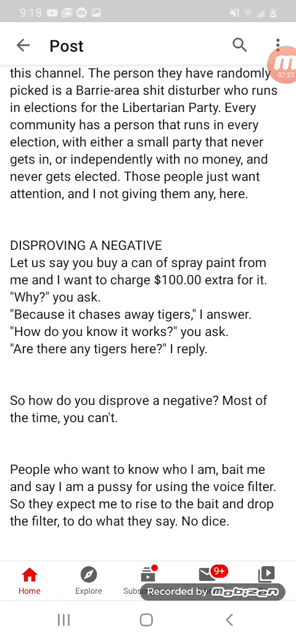 9:18
Post
07:22
this channel. The person they have randomly
picked is a Barrie-area shit disturber who runs
in elections for the Libertarian Party. Every
community has a person that runs in every
election, with either a small party that never
gets in, or independently with no money, and
never gets elected. Those people just want
attention, and I not giving them any, here.
DISPROVING A NEGATIVE
Let us say you buy a can of spray paint from
me and I want to charge $100.00 extra for it.
"Why?" you ask.
"Because it chases away tigers," I answer.
"How do you know it works?" you ask.
"Are there any tigers here?" I reply.
So how do you disprove a negative? Most of
the time, you can't.
People who want to know who I am, bait me
and say I am a pussy for using the voice filter.
So they expect me to rise to the bait and drop
the filter, to do what they say. No dice.
9+
Home Explore
Recorded by mobizen